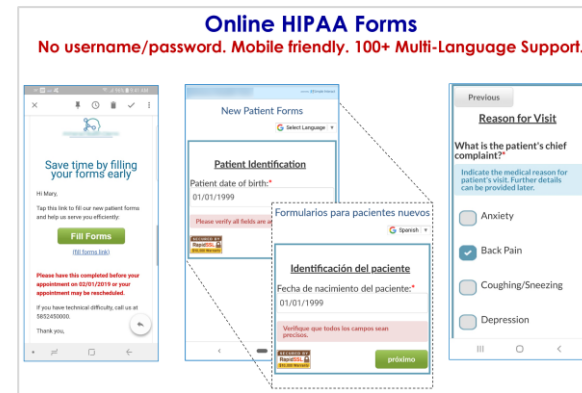 Online HIPAA Forms
No username/password. Mobile friendly. 100+ Multi-Language Support.
Save time by filling
your forms early
Hi Mary,
Tap this link to fill our new patient forms
and help us serve you efficiently:
Fill Forms
(fill forms link)
Please have this completed before your
appointment on 02/01/2019 or your
appointment may be rescheduled.
If you have technical difficulty, call us at
5852450000.
Thank you,
New Patient Forms
Select Language
Patient Identification
Patient date of birth:*
01/01/1999
Please verify all fields are
SECURED BY
RapidSSL
Formularios para pacientes nuevos
Spanish
Identificación del paciente
Fecha de nacimiento del paciente:*
01/01/1999
Verifique que todos los campos sean
precisos.
SECURED BY
RapidSSL
próximo
Previous
Reason for Visit
What is the patient's chief
complaint?*
Indicate the medical reason for
patient's visit. Further details
can be provided later.
Anxiety
Back Pain
Coughing/Sneezing
Depression